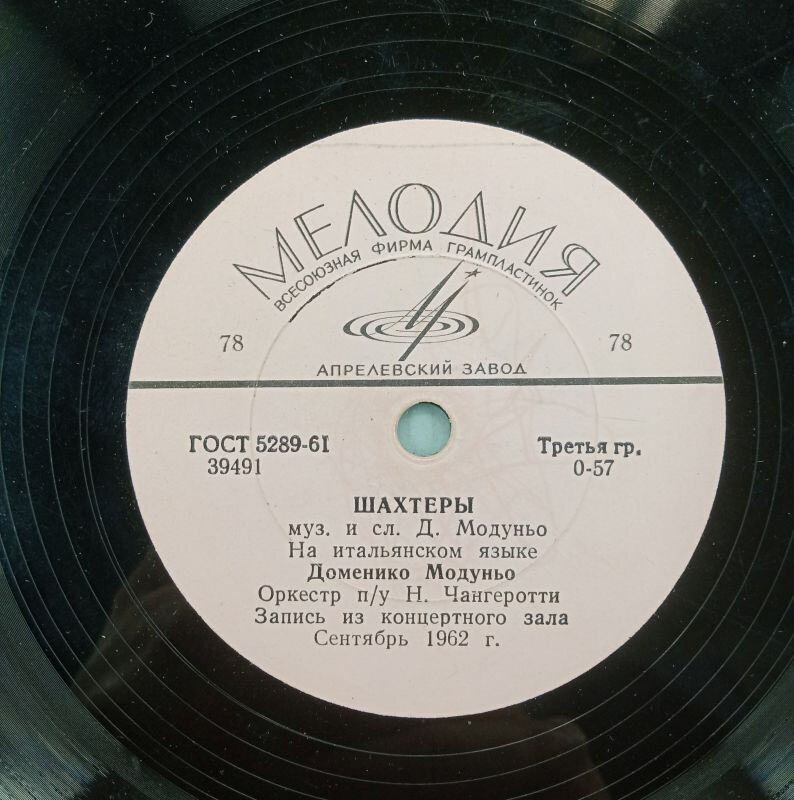 МЕЛОДИЯ
ВСЕСОЮЗНАЯ ФИРМА ГРАМПЛАСТИНОК
78 78
АПРЕЛЕВСКИЙ ЗАВОД
ГОСТ 5289-61 Третья гр.
39491 0-57
ШАХТЕРЫ
муз. и сл. Д. Модуньо
На итальянском языке
Доменико Модуньо
Оркестр п/у Н. Чангеротти
Запись из концертного зала
Сентябрь 1962 г.